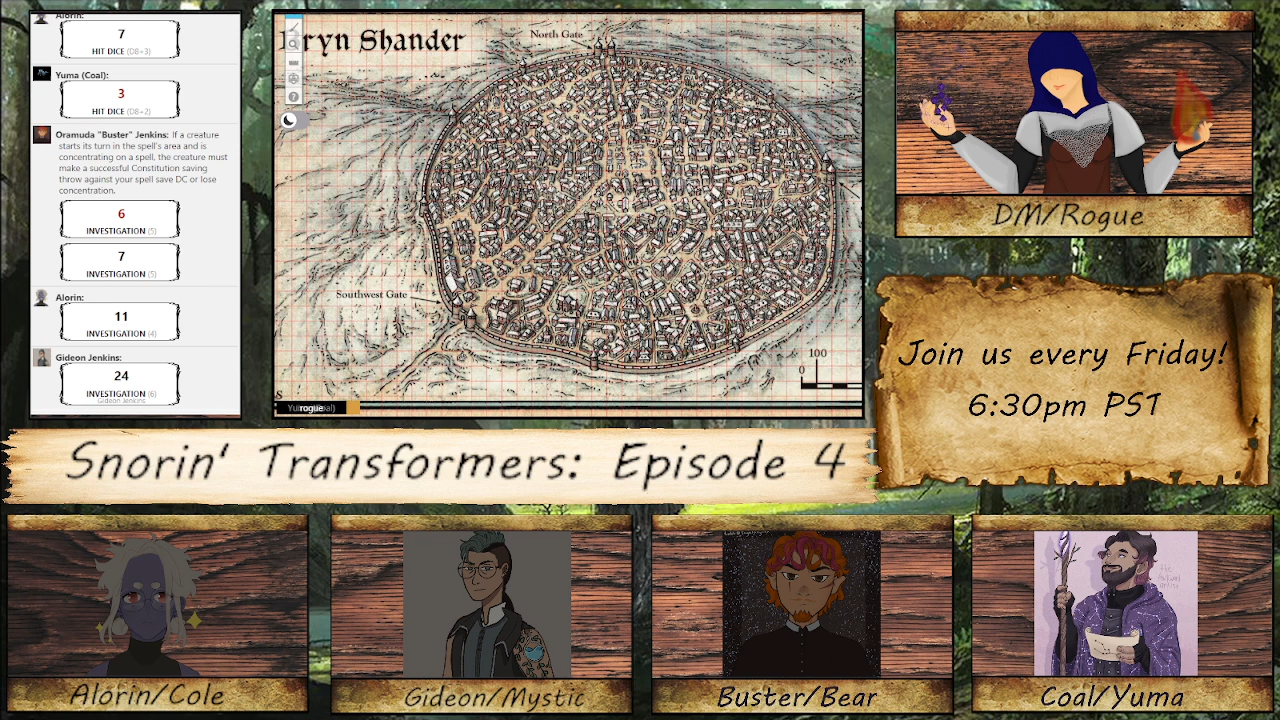 Alorin:
7
HIT DICE (D8+3)
Yuma (Coal):
3
HIT DICE (D8+2)
Oramuda "Buster" Jenkins: If a creature
starts its turn in the spell's area and is
concentrating on a spell, the creature must
make a successful Constitution saving
throw against your spell save DC or lose
concentration.
6
INVESTIGATION (5)
7
INVESTIGATION (5)
Alorin:
11
INVESTIGATION (4)
Gideon Jenkins:
24
INVESTIGATION (6)
Gideon Jenkins
ryn Shander
North Gate
Southwest Gate
100
0
rogue
DM/Rogue
Join us every Friday!
6:30pm PST
Snorin' Transformers: Episode 4
Alorin/Cole
Gideon/Mystic
Buster/Bear
Coal/Yuma